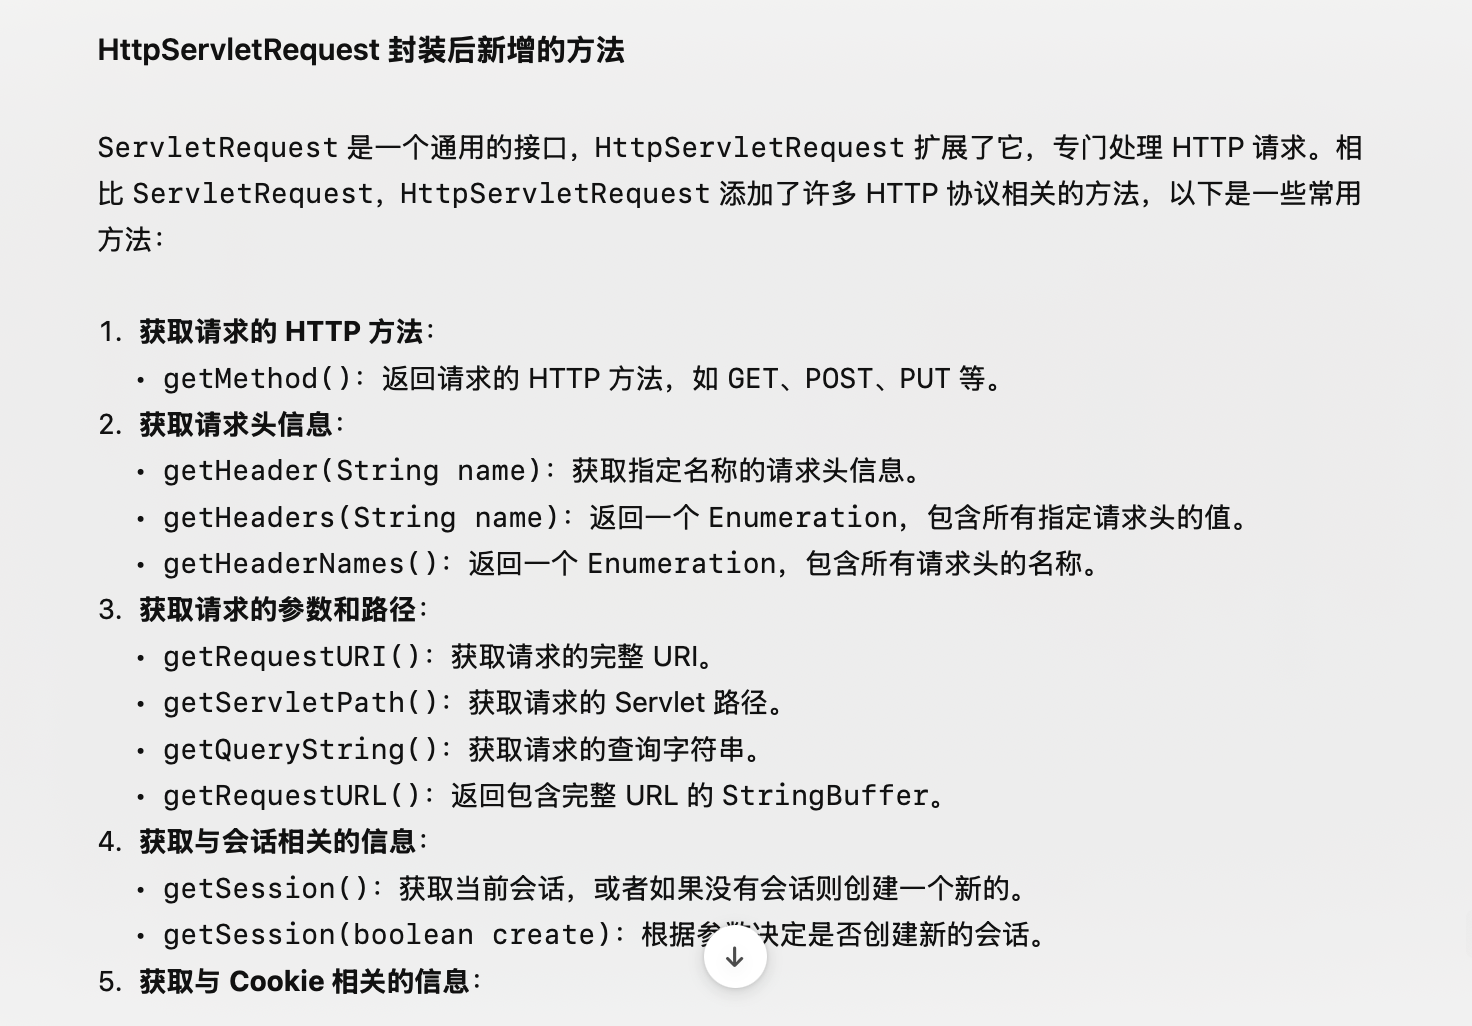 HttpServletRequest 封装后新增的方法
ServletRequest 是一个通用的接口，HttpServletRequest 扩展了它，专门处理 HTTP 请求。相
比 ServletRequest，HttpServletRequest 添加了许多 HTTP 协议相关的方法，以下是一些常用
方法：
1. 获取请求的 HTTP 方法：
• getMethod()：返回请求的 HTTP 方法，如 GET、POST、PUT 等。
2. 获取请求头信息：
• getHeader(String name)：获取指定名称的请求头信息。
• getHeaders(String name)：返回一个 Enumeration，包含所有指定请求头的值。
• getHeaderNames()：返回一个 Enumeration，包含所有请求头的名称。
3. 获取请求的参数和路径：
• getRequestURI()：获取请求的完整 URI。
• getServletPath()：获取请求的 Servlet 路径。
• getQueryString()：获取请求的查询字符串。
• getRequestURL()：返回包含完整 URL 的 StringBuffer。
4. 获取与会话相关的信息：
• getSession()：获取当前会话，或者如果没有会话则创建一个新的。
• getSession(boolean create)：根据参数决定是否创建新的会话。
5. 获取与 Cookie 相关的信息：